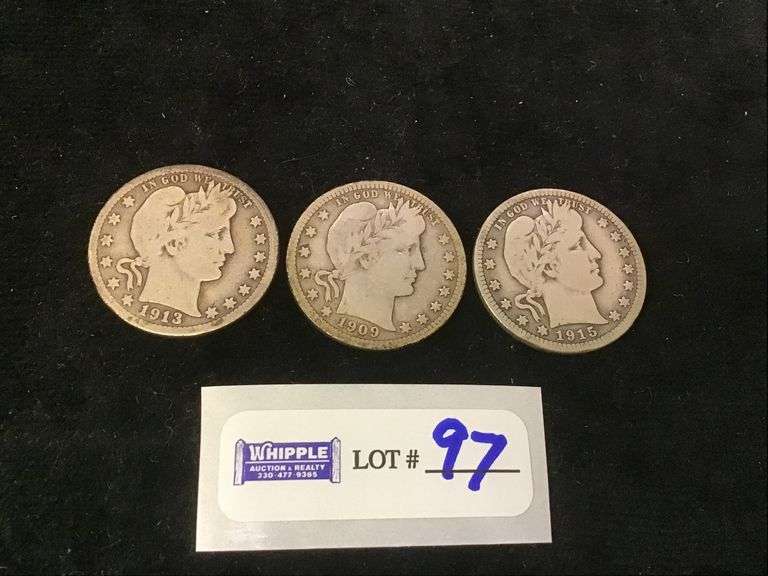 IN GOD WE TRUST
1913
IN GOD WE TRUST
1909
IN GOD WE TRUST
1915
WHIPPLE
AUCTION & REALTY
330-477-9365
LOT # 97